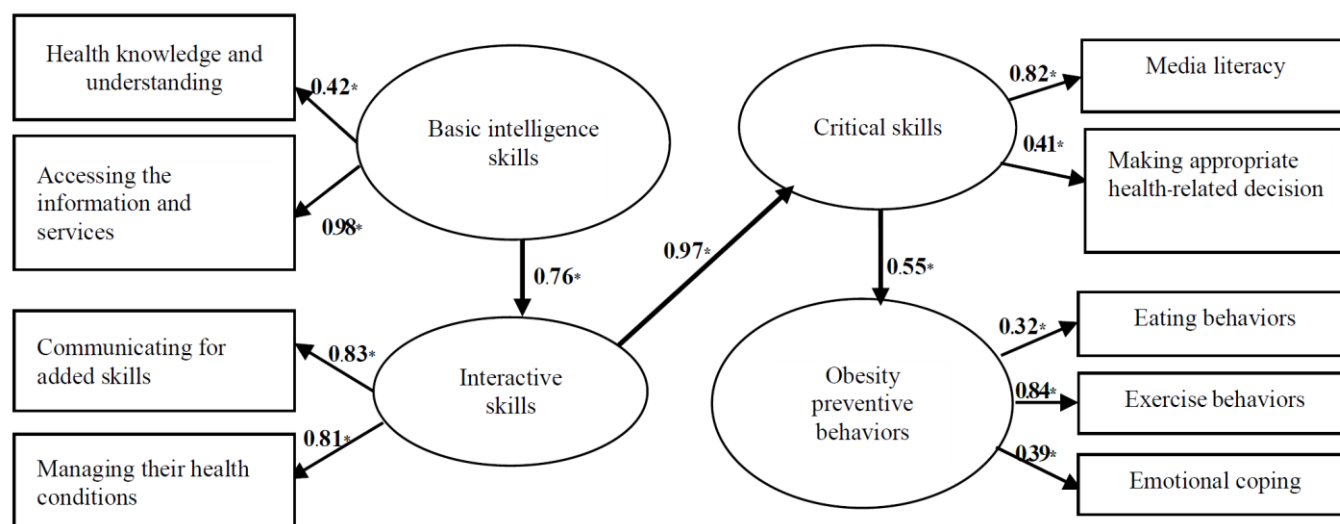 Health knowledge and
understanding
0.42*
Basic intelligence
skills
Accessing the
information and
services
0.98*
0.76*
Communicating for
added skills
0.83*
Interactive
skills
Managing their health
conditions
0.81*
0.97*
Critical skills
0.82*
Media literacy
0.41*
Making appropriate
health-related decision
0.55*
Obesity
preventive
behaviors
0.32*
Eating behaviors
0.84*
Exercise behaviors
0.39*
Emotional coping